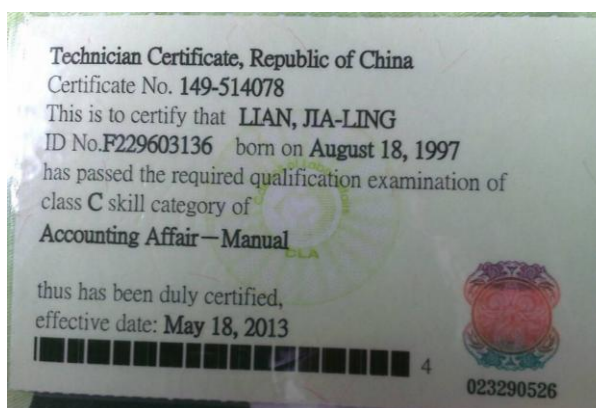 Technician Certificate, Republic of China
Certificate No. 149-514078
This is to certify that LIAN, JIA-LING
ID No.F229603136 born on August 18, 1997
has passed the required qualification examination of
class C skill category of
Accounting Affair—Manual
CLA
thus has been duly certified,
effective date: May 18, 2013
4
023290526